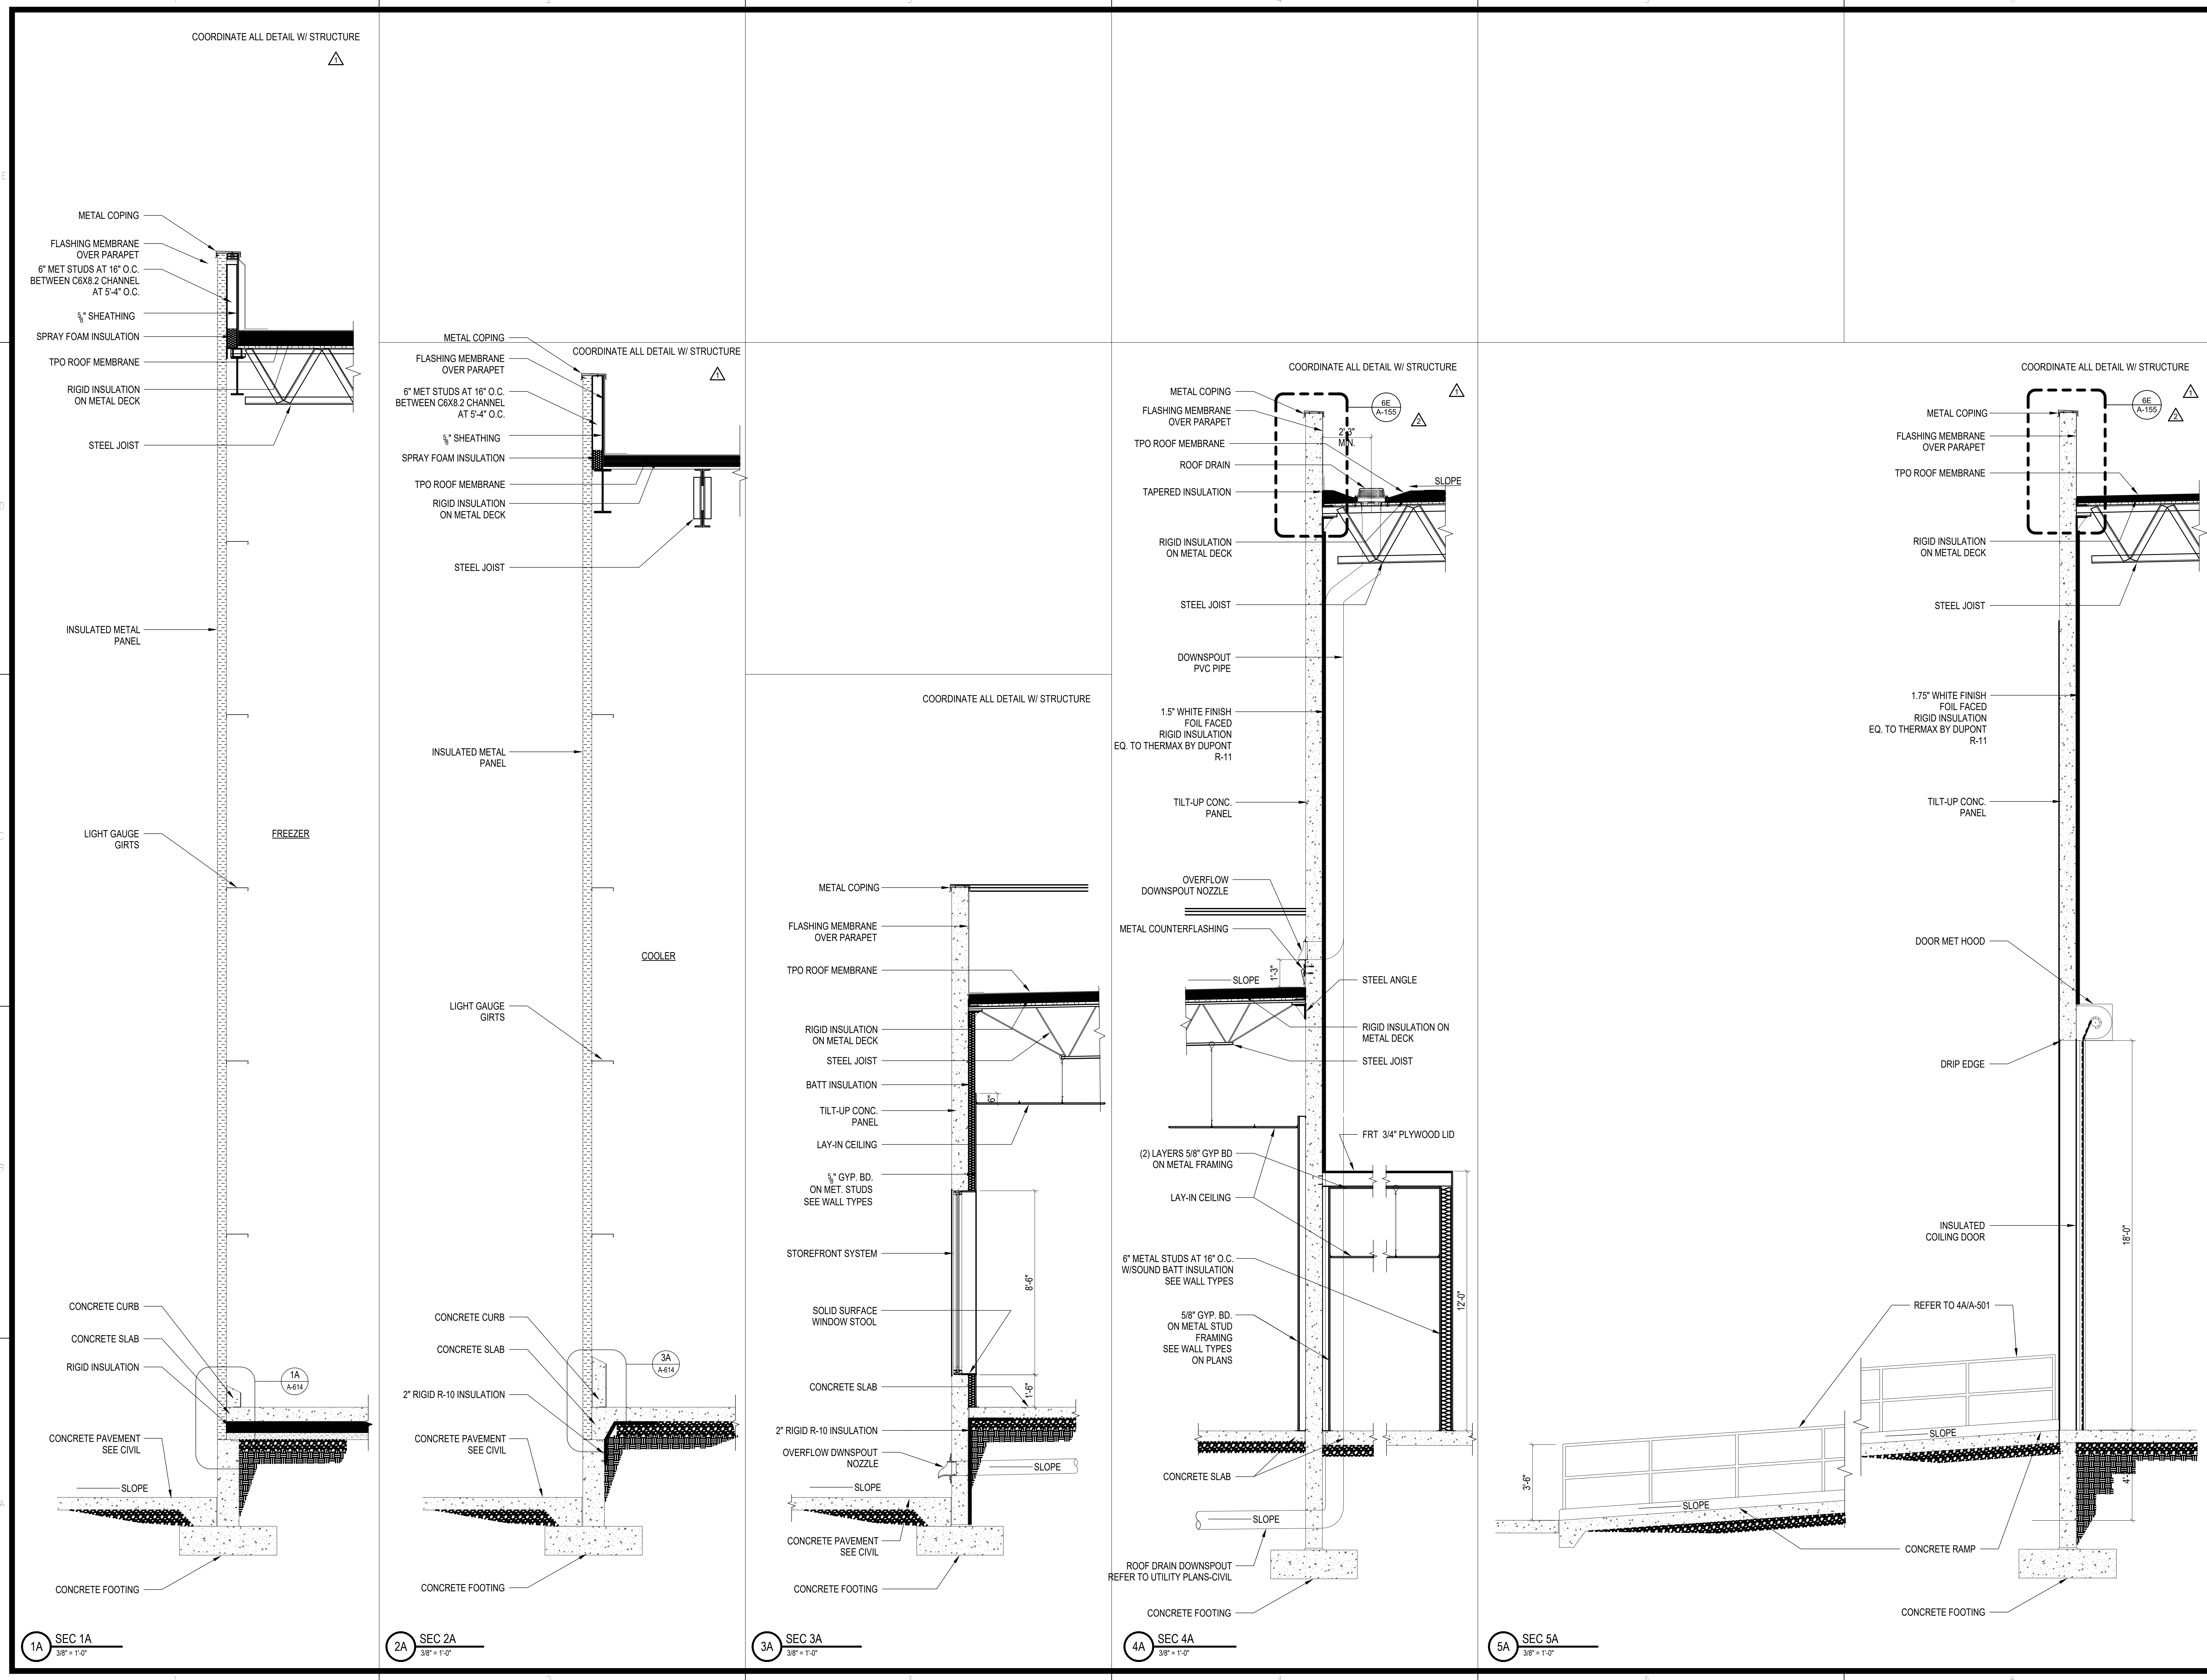 COORDINATE ALL DETAIL W/ STRUCTURE
1
METAL COPING
FLASHING MEMBRANE
OVER PARAPET
6" MET STUDS AT 16" O.C.
BETWEEN C6X8.2 CHANNEL
AT 5'-4" O.C.
5/8" SHEATHING
SPRAY FOAM INSULATION
TPO ROOF MEMBRANE
RIGID INSULATION
ON METAL DECK
STEEL JOIST
INSULATED METAL
PANEL
LIGHT GAUGE
GIRTS
FREEZER
CONCRETE CURB
CONCRETE SLAB
RIGID INSULATION
1A
A-614
CONCRETE PAVEMENT
SEE CIVIL
SLOPE
CONCRETE FOOTING
1A
SEC 1A
3/8" = 1'-0"
METAL COPING
COORDINATE ALL DETAIL W/ STRUCTURE
1
FLASHING MEMBRANE
OVER PARAPET
6" MET STUDS AT 16" O.C.
BETWEEN C6X8.2 CHANNEL
AT 5'-4" O.C.
5/8" SHEATHING
SPRAY FOAM INSULATION
TPO ROOF MEMBRANE
RIGID INSULATION
ON METAL DECK
STEEL JOIST
INSULATED METAL
PANEL
COOLER
LIGHT GAUGE
GIRTS
CONCRETE CURB
CONCRETE SLAB
3A
A-614
2" RIGID R-10 INSULATION
CONCRETE PAVEMENT
SEE CIVIL
SLOPE
CONCRETE FOOTING
2A
SEC 2A
3/8" = 1'-0"
COORDINATE ALL DETAIL W/ STRUCTURE
METAL COPING
FLASHING MEMBRANE
OVER PARAPET
TPO ROOF MEMBRANE
RIGID INSULATION
ON METAL DECK
STEEL JOIST
BATT INSULATION
6"
TILT-UP CONC.
PANEL
LAY-IN CEILING
5/8" GYP. BD.
ON MET. STUDS
SEE WALL TYPES
STOREFRONT SYSTEM
8'-6"
SOLID SURFACE
WINDOW STOOL
CONCRETE SLAB
1'-6"
2" RIGID R-10 INSULATION
OVERFLOW DWNSPOUT
NOZZLE
SLOPE
SLOPE
CONCRETE PAVEMENT
SEE CIVIL
CONCRETE FOOTING
3A
SEC 3A
3/8" = 1'-0"
COORDINATE ALL DETAIL W/ STRUCTURE
METAL COPING
6E
A-155
1
2
FLASHING MEMBRANE
OVER PARAPET
2'-3"
MIN.
TPO ROOF MEMBRANE
ROOF DRAIN
SLOPE
TAPERED INSULATION
RIGID INSULATION
ON METAL DECK
STEEL JOIST
DOWNSPOUT
PVC PIPE
1.5" WHITE FINISH
FOIL FACED
RIGID INSULATION
EQ. TO THERMAX BY DUPONT
R-11
TILT-UP CONC.
PANEL
OVERFLOW
DOWNSPOUT NOZZLE
METAL COUNTERFLASHING
SLOPE
1'-3"
STEEL ANGLE
RIGID INSULATION ON
METAL DECK
STEEL JOIST
FRT 3/4" PLYWOOD LID
(2) LAYERS 5/8" GYP BD
ON METAL FRAMING
LAY-IN CEILING
6" METAL STUDS AT 16" O.C.
W/SOUND BATT INSULATION
SEE WALL TYPES
12'-0"
5/8" GYP. BD.
ON METAL STUD
FRAMING
SEE WALL TYPES
ON PLANS
CONCRETE SLAB
SLOPE
ROOF DRAIN DOWNSPOUT
REFER TO UTILITY PLANS-CIVIL
CONCRETE FOOTING
4A
SEC 4A
3/8" = 1'-0"
COORDINATE ALL DETAIL W/ STRUCTURE
6E
A-155
1
2
METAL COPING
FLASHING MEMBRANE
OVER PARAPET
TPO ROOF MEMBRANE
RIGID INSULATION
ON METAL DECK
STEEL JOIST
1.75" WHITE FINISH
FOIL FACED
RIGID INSULATION
EQ. TO THERMAX BY DUPONT
R-11
TILT-UP CONC.
PANEL
DOOR MET HOOD
DRIP EDGE
INSULATED
COILING DOOR
18'-0"
REFER TO 4A/A-501
SLOPE
3'-6"
SLOPE
CONCRETE RAMP
CONCRETE FOOTING
5A
SEC 5A
3/8" = 1'-0"